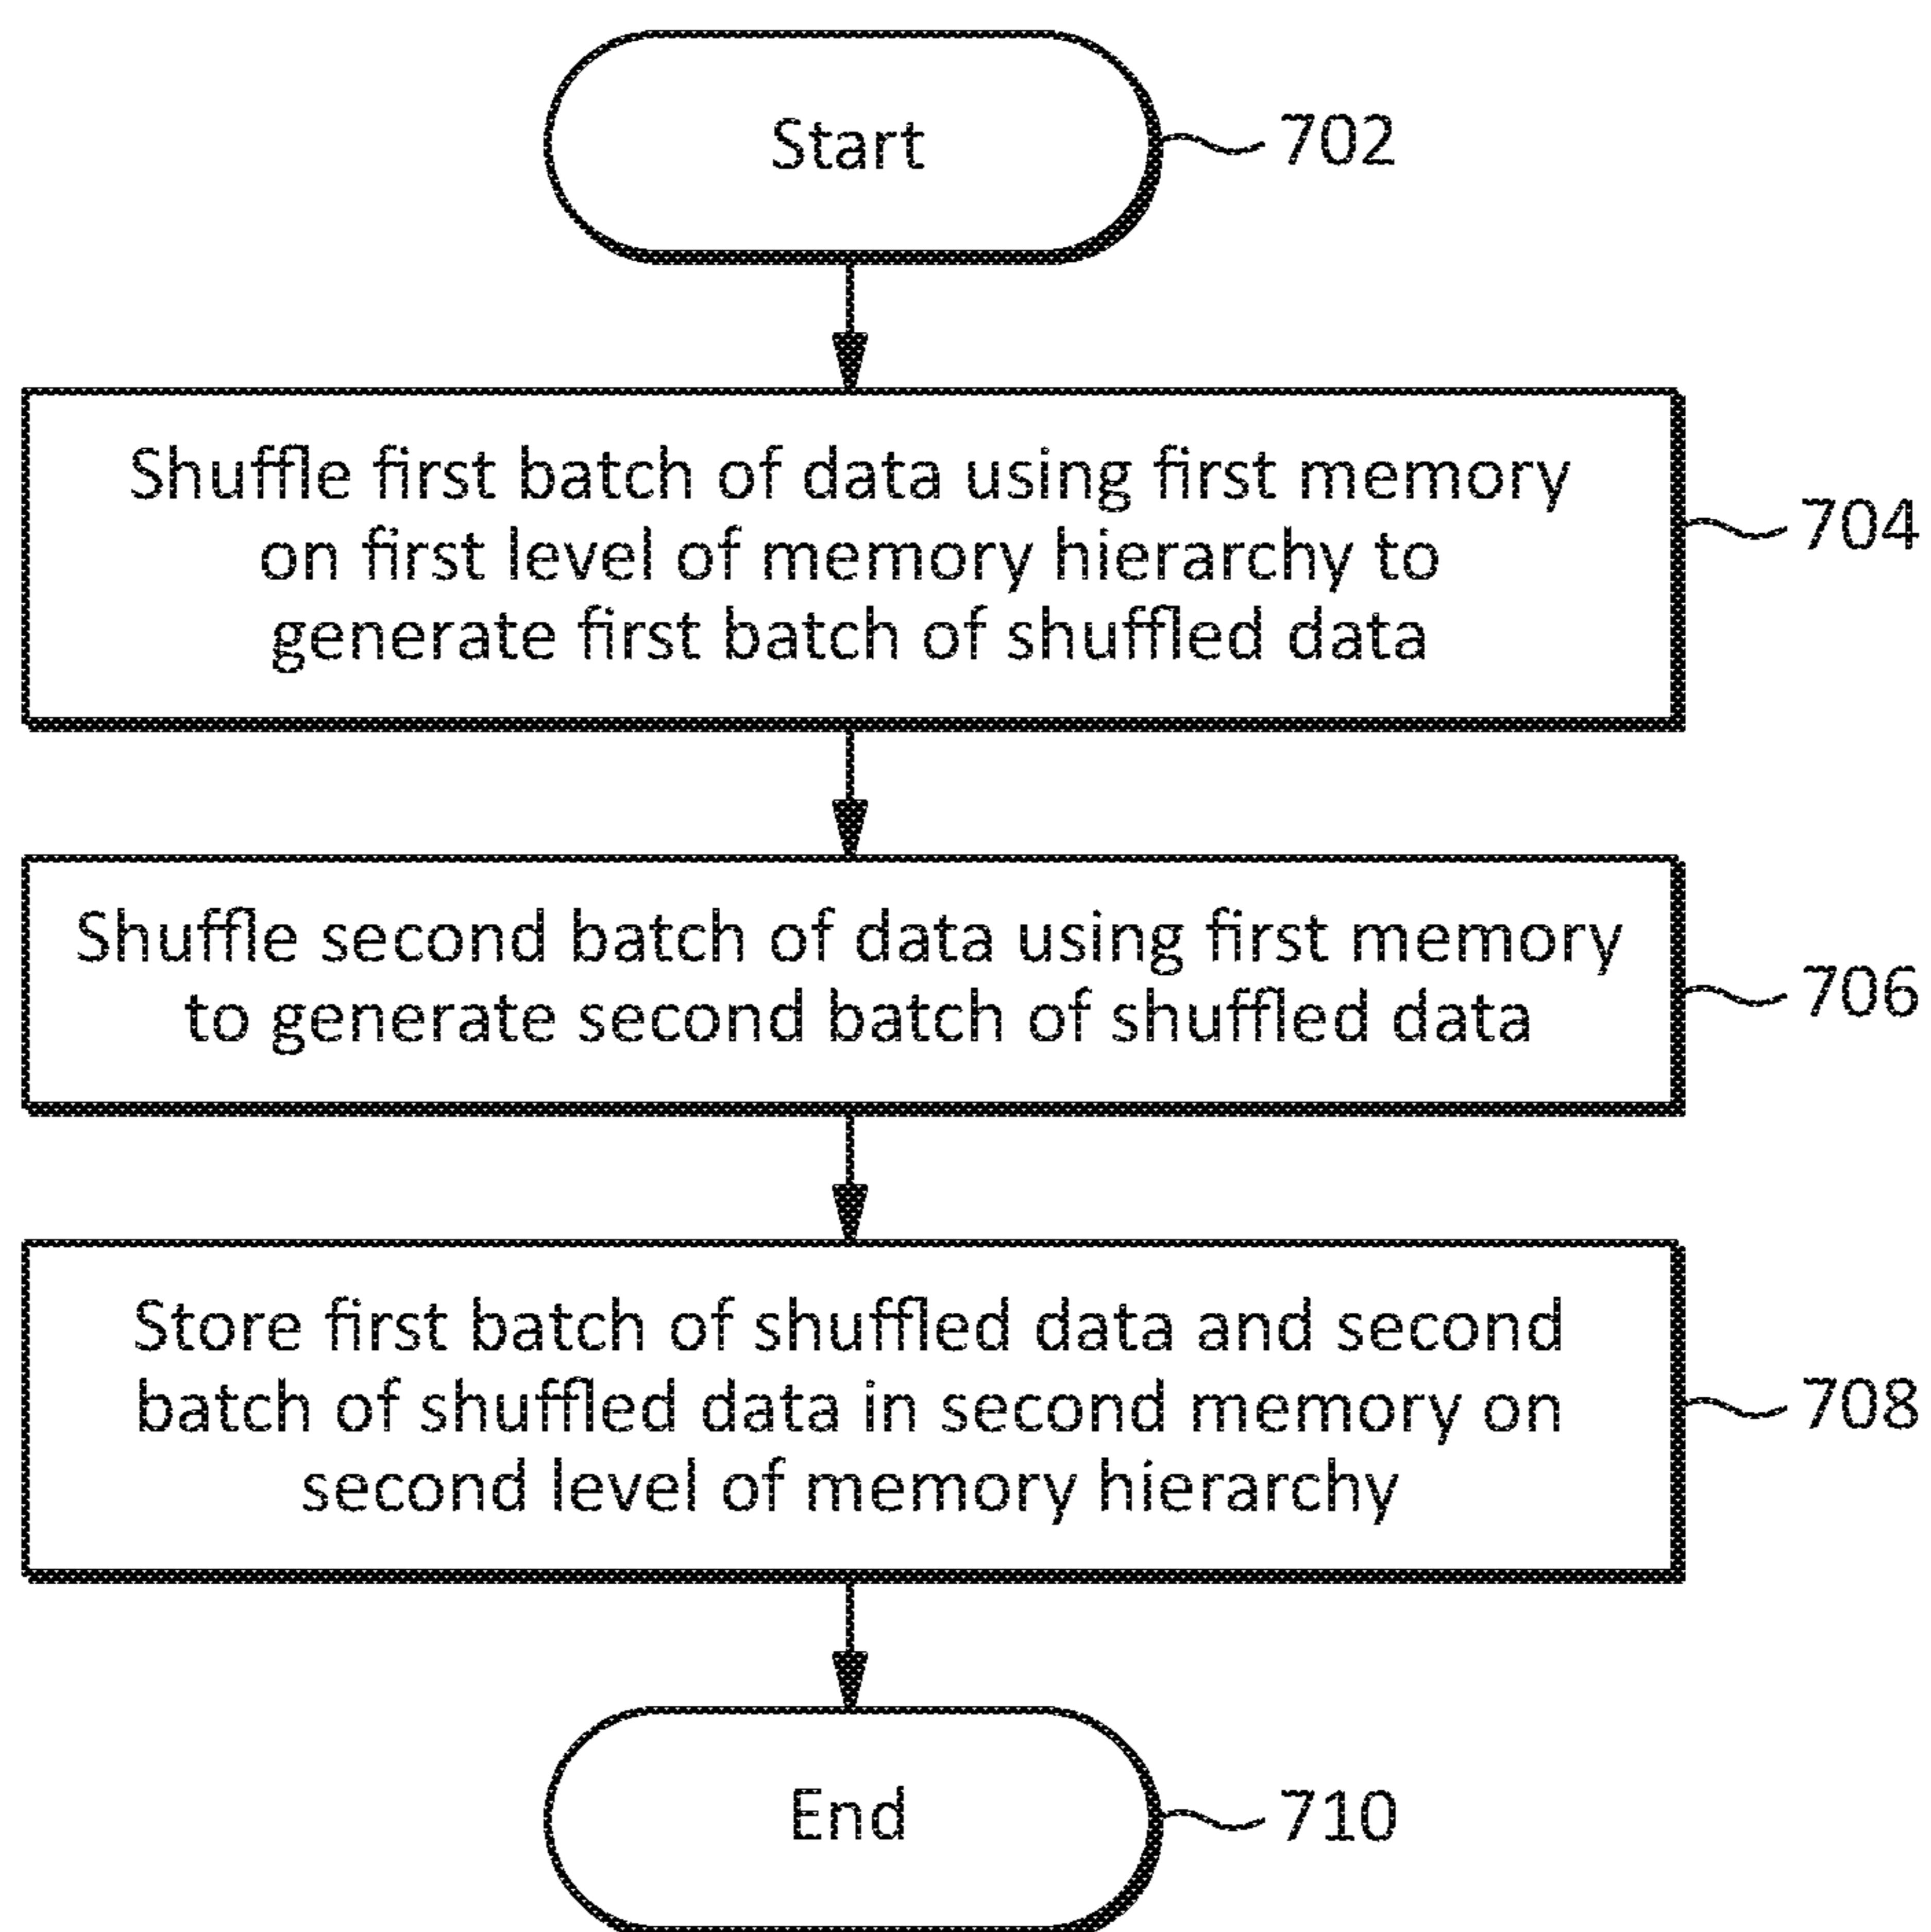 Start
702
Shuffle first batch of data using first memory
on first level of memory hierarchy to
generate first batch of shuffled data
704
Shuffle second batch of data using first memory
to generate second batch of shuffled data
706
Store first batch of shuffled data and second
batch of shuffled data in second memory on
second level of memory hierarchy
708
End
710